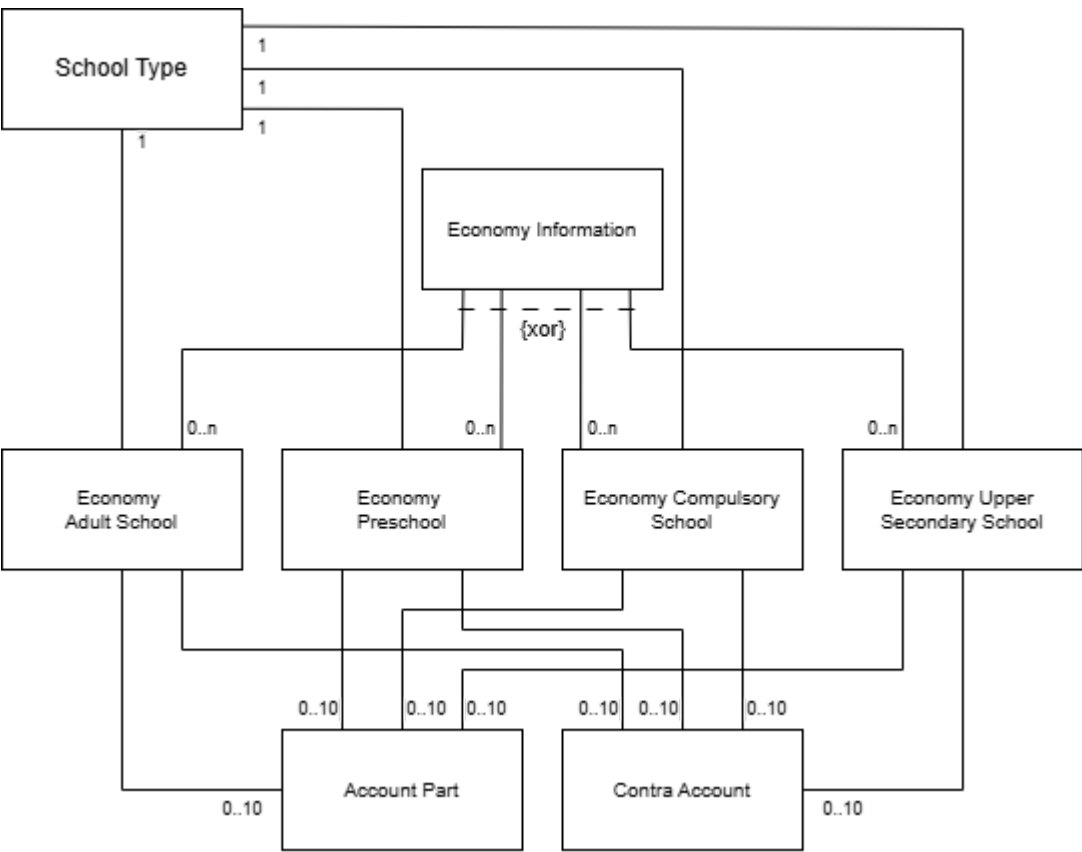 School Type
1
1
1
1
Economy Information
{xor}
0..n
0..n
0..n
0..n
Economy
Adult School
Economy
Preschool
Economy Compulsory
School
Economy Upper
Secondary School
0..10
0..10
0..10
0..10
0..10
0..10
Account Part
Contra Account
0..10
0..10